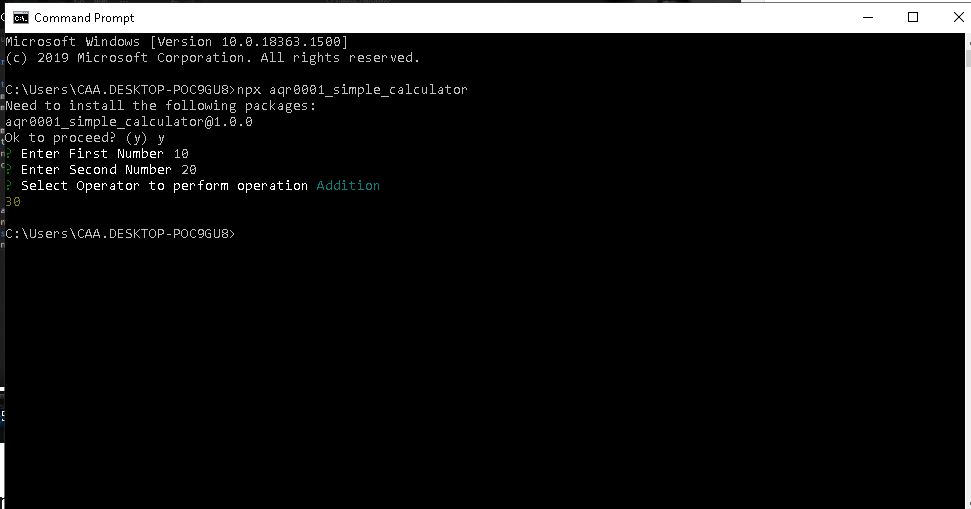 Command Prompt
Microsoft Windows [Version 10.0.18363.1500]
(c) 2019 Microsoft Corporation. All rights reserved.
C:\Users\CAA.DESKTOP-POC9GU8>npx aqr0001_simple_calculator
Need to install the following packages:
aqr0001_simple_calculator@1.0.0
Ok to proceed? (y) y
? Enter First Number 10
? Enter Second Number 20
? Select Operator to perform operation Addition
30
C:\Users\CAA.DESKTOP-POC9GU8>